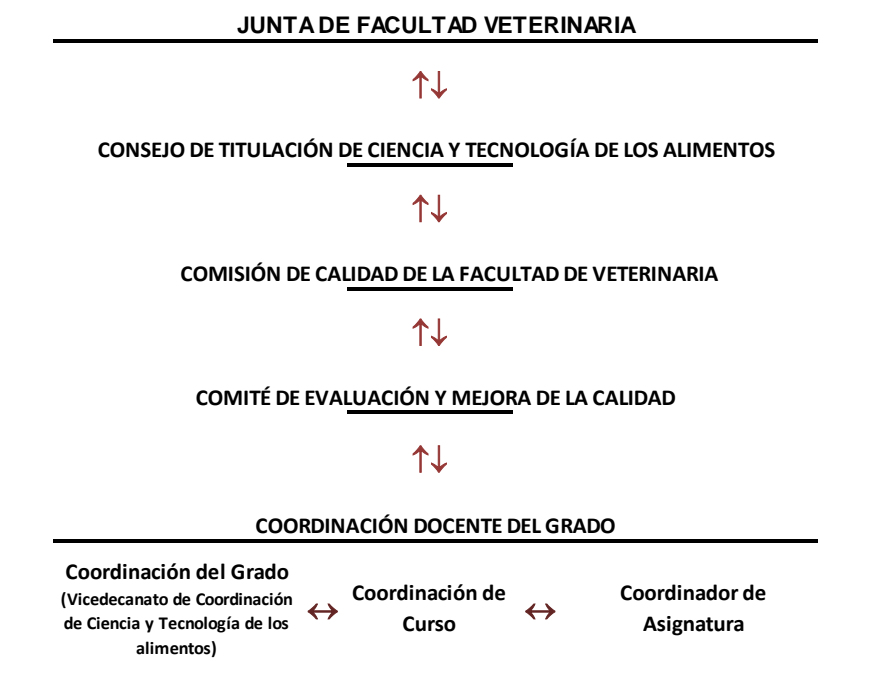 JUNTA DE FACULTAD VETERINARIA
↑↓
CONSEJO DE TITULACIÓN DE CIENCIA Y TECNOLOGÍA DE LOS ALIMENTOS
↑↓
COMISIÓN DE CALIDAD DE LA FACULTAD DE VETERINARIA
↑↓
COMITÉ DE EVALUACIÓN Y MEJORA DE LA CALIDAD
↑↓
COORDINACIÓN DOCENTE DEL GRADO
Coordinación del Grado
(Vicedecanato de Coordinación
de Ciencia y Tecnología de los
alimentos)
↔
Coordinación de
Curso
↔
Coordinador de
Asignatura